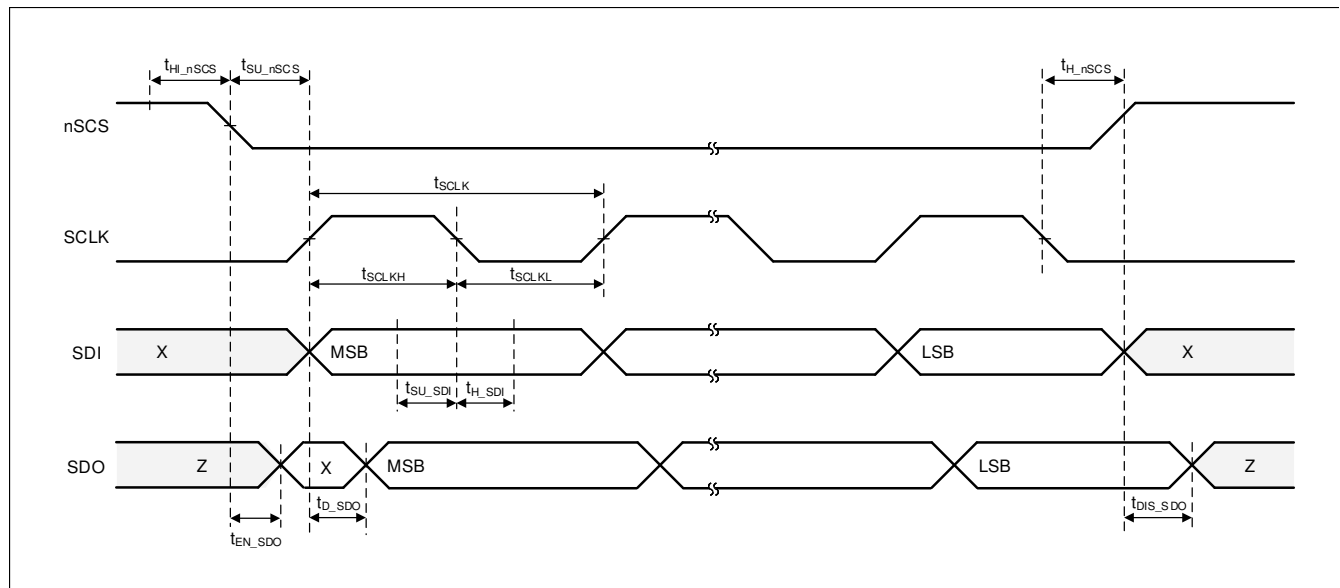 tHI_nSCS tSU_nSCS tH_nSCS
nSCS
tSCLK
SCLK
tSCLKH tSCLKL
SDI X MSB LSB X
tSU_SDI tH_SDI
SDO Z X MSB LSB Z
tD_SDO tDIS_SDO
tEN_SDO